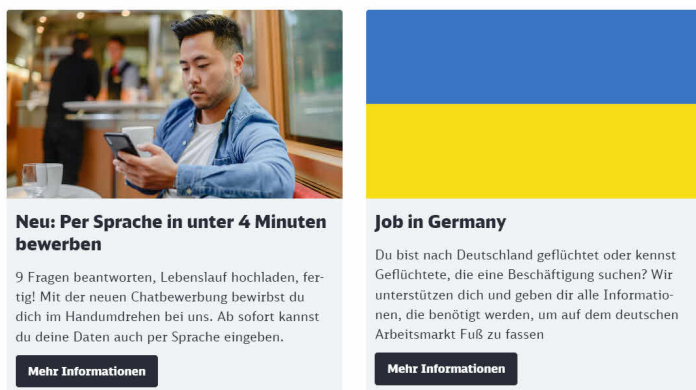 Neu: Per Sprache in unter 4 Minuten
bewerben
9 Fragen beantworten, Lebenslauf hochladen, fer-
tig! Mit der neuen Chatbewerbung bewirbst du
dich im Handumdrehen bei uns. Ab sofort kannst
du deine Daten auch per Sprache eingeben.
Mehr Informationen
Job in Germany
Du bist nach Deutschland geflüchtet oder kennst
Geflüchtete, die eine Beschäftigung suchen? Wir
unterstützen dich und geben dir alle Informatio-
nen, die benötigt werden, um auf dem deutschen
Arbeitsmarkt Fuß zu fassen
Mehr Informationen